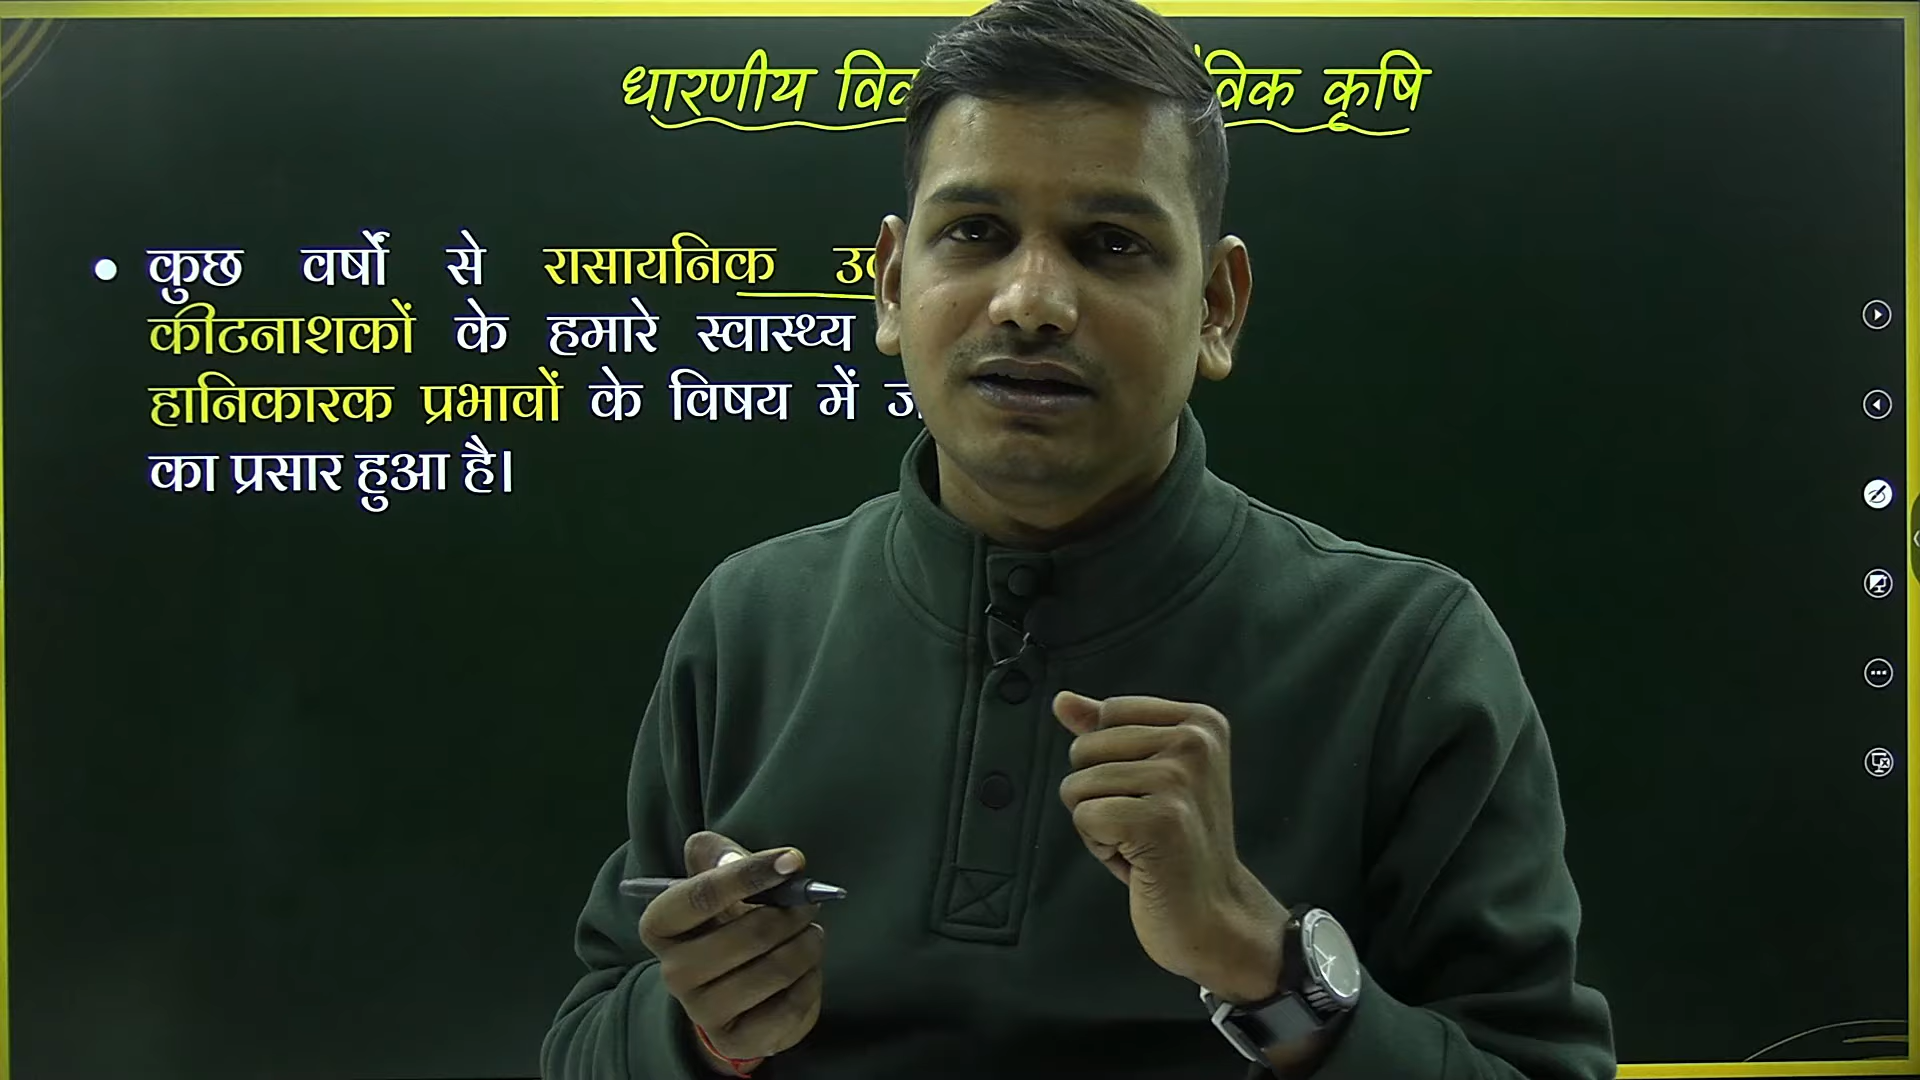 धारणीय कृषि
कुछ वर्षों से रासायनिक
कीटनाशकों के हमारे स्वास्थ्य
हानिकारक प्रभावों के विषय में
का प्रसार हुआ है।